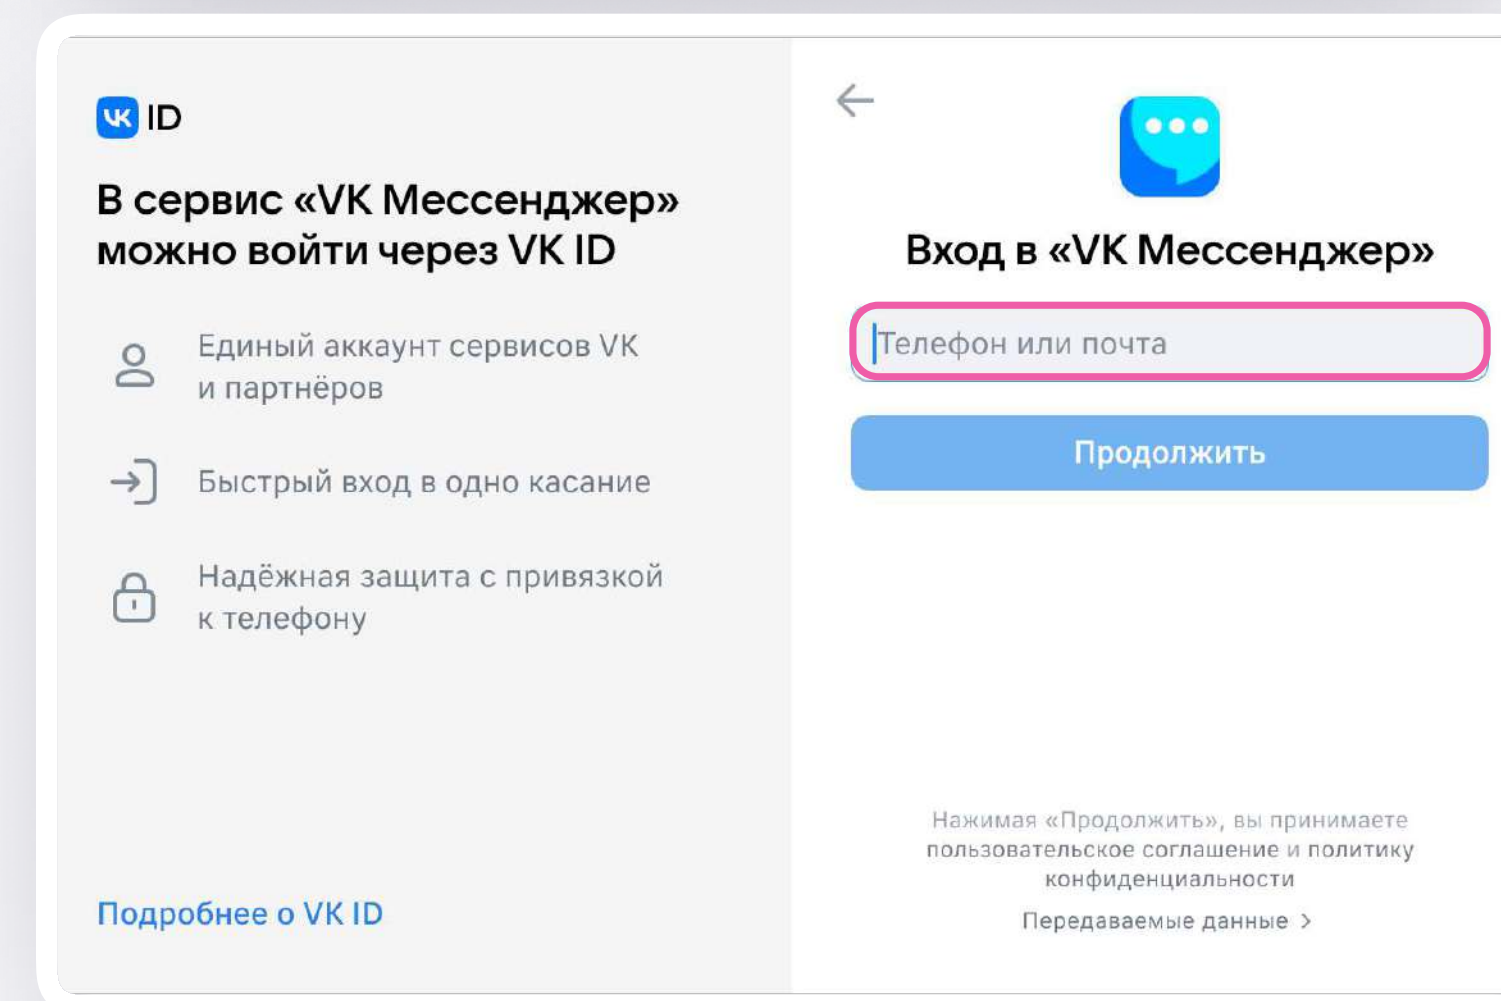 VK ID
В сервис «VK Мессенджер»
можно войти через VK ID
Единый аккаунт сервисов VK
и партнёров
Быстрый вход в одно касание
Надёжная защита с привязкой
к телефону
Подробнее о VK ID
Вход в «VK Мессенджер»
Телефон или почта
Продолжить
Нажимая «Продолжить», вы принимаете
пользовательское соглашение и политику
конфиденциальности
Передаваемые данные >